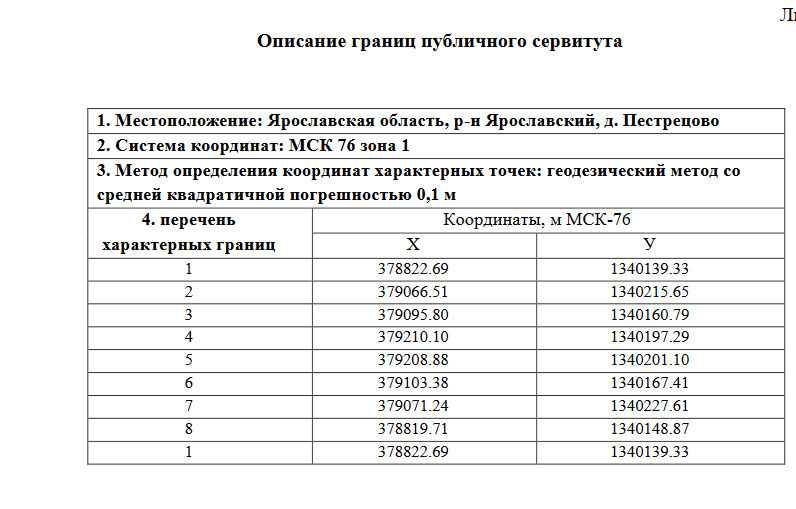 Ли
Описание границ публичного сервитута
1. Местоположение: Ярославская область, р-н Ярославский, д. Пестрецово
2. Система координат: МСК 76 зона 1
3. Метод определения координат характерных точек: геодезический метод со
средней квадратичной погрешностью 0,1 м
4. перечень характерных границ Координаты, м МСК-76
Х У
1 378822.69 1340139.33
2 379066.51 1340215.65
3 379095.80 1340160.79
4 379210.10 1340197.29
5 379208.88 1340201.10
6 379103.38 1340167.41
7 379071.24 1340227.61
8 378819.71 1340148.87
1 378822.69 1340139.33